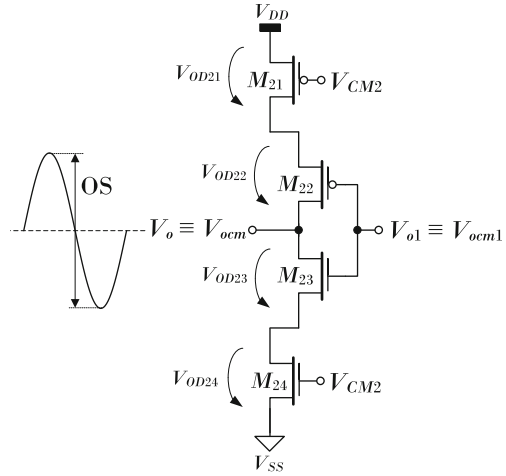 V_DD
V_OD21
M_21
V_CM2
V_OD22
M_22
OS
V_o ≡ V_ocm
V_o1 ≡ V_ocm1
V_OD23
M_23
V_OD24
M_24
V_CM2
V_SS